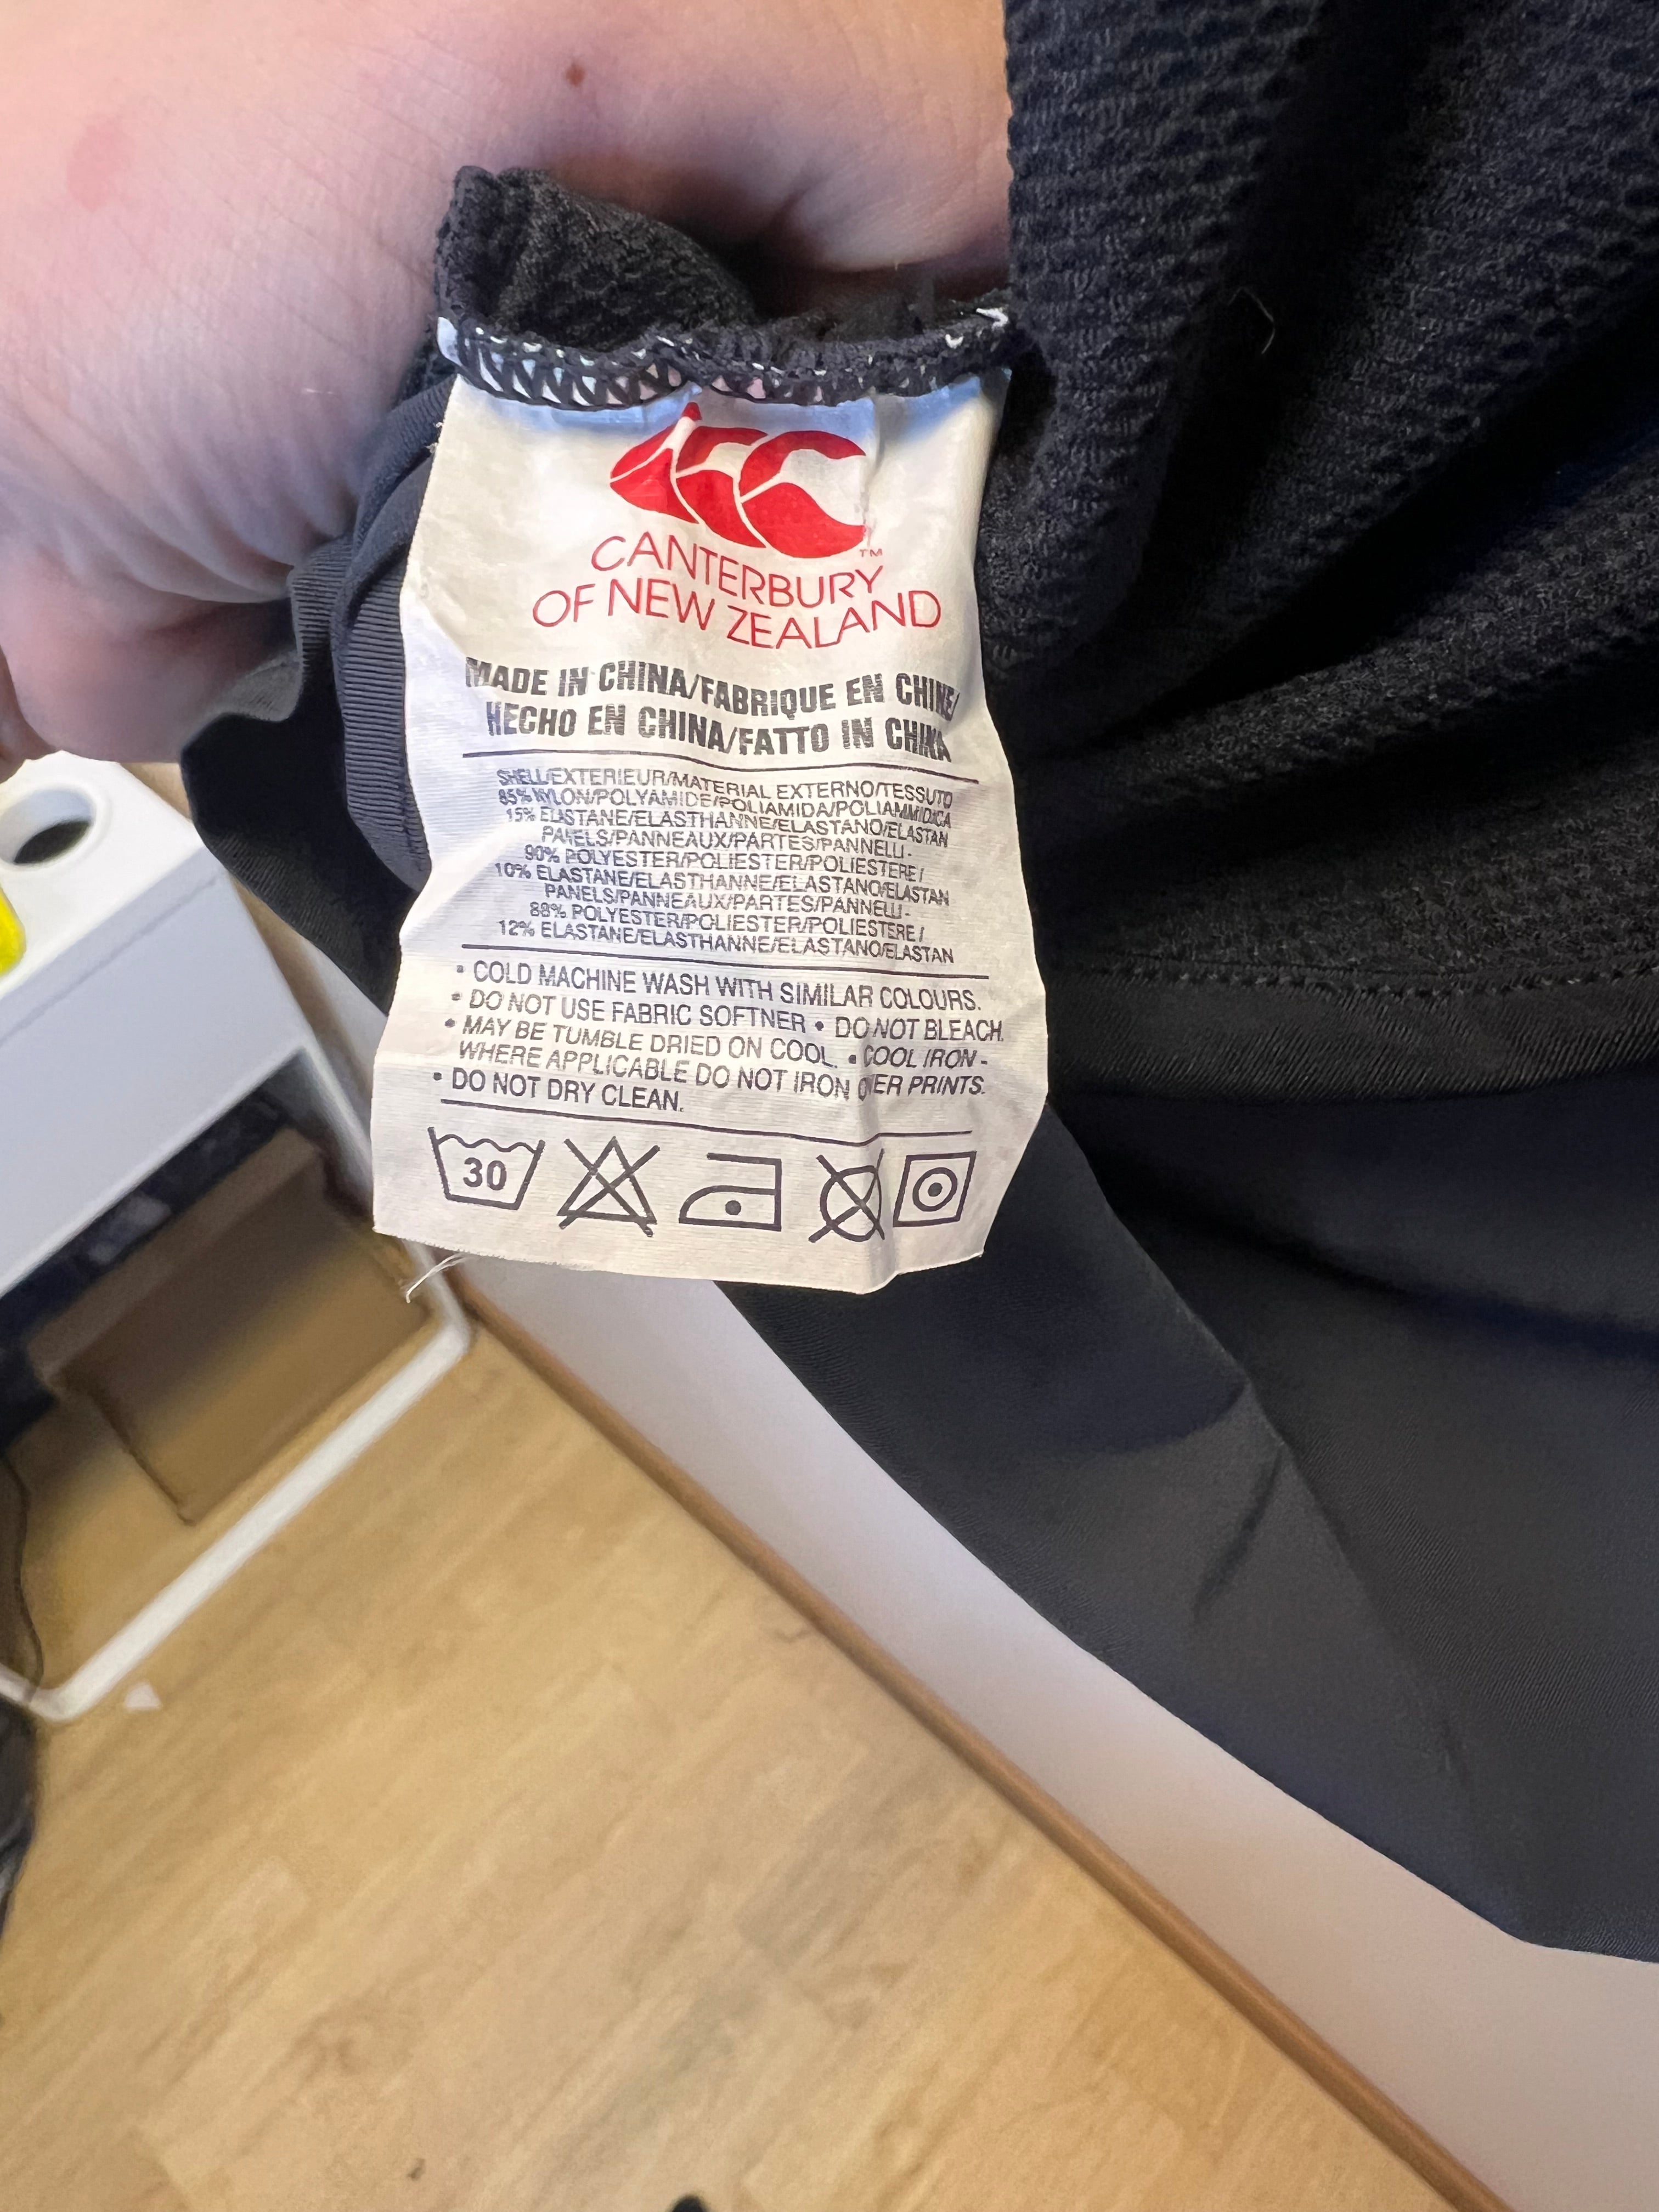 CANTERBURY
OF NEW ZEALAND
MADE IN CHINA/FABRIQUE EN CHINE/
HECHO EN CHINA/FATTO IN CHINA
SHELL/EXTERIEUR/MATERIAL EXTERNO/TESSUTO
85% NYLON/POLYAMIDE/POLIAMIDA/POLIAMMIDICA
15% ELASTANE/ELASTHANNE/ELASTANO/ELASTAN
PANELS/PANNEAUX/PARTES/PANNELLI -
90% POLYESTER/POLIESTER/POLIESTERE /
10% ELASTANE/ELASTHANNE/ELASTANO/ELASTAN
PANELS/PANNEAUX/PARTES/PANNELLI -
88% POLYESTER/POLIESTER/POLIESTERE /
12% ELASTANE/ELASTHANNE/ELASTANO/ELASTAN
• COLD MACHINE WASH WITH SIMILAR COLOURS.
• DO NOT USE FABRIC SOFTNER • DO NOT BLEACH.
• MAY BE TUMBLE DRIED ON COOL. • COOL IRON -
WHERE APPLICABLE DO NOT IRON OVER PRINTS.
• DO NOT DRY CLEAN.
30